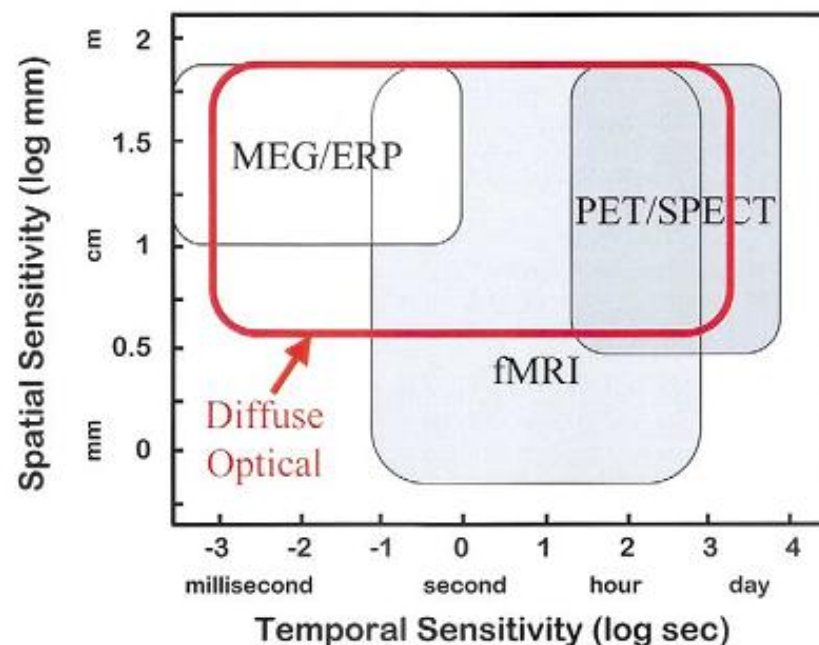 Spatial Sensitivity (log mm)
m
cm
mm
2
1.5
1
0.5
0
MEG/ERP
PET/SPECT
fMRI
Diffuse
Optical
-3 -2 -1 0 1 2 3 4
millisecond second hour day
Temporal Sensitivity (log sec)